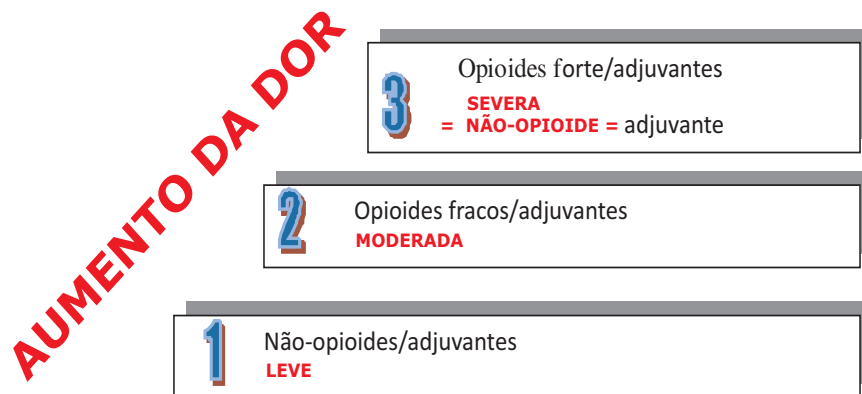 AUMENTO DA DOR
3
Opioides forte/adjuvantes
SEVERA
= NÃO-OPIOIDE = adjuvante
2
Opioides fracos/adjuvantes
MODERADA
1
Não-opioides/adjuvantes
LEVE